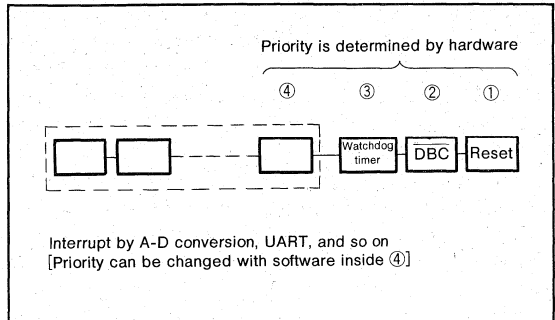 Priority is determined by hardware
④ ③ ② ①
Watchdog
timer
DBC
Reset
Interrupt by A-D conversion, UART, and so on
[Priority can be changed with software inside ④]